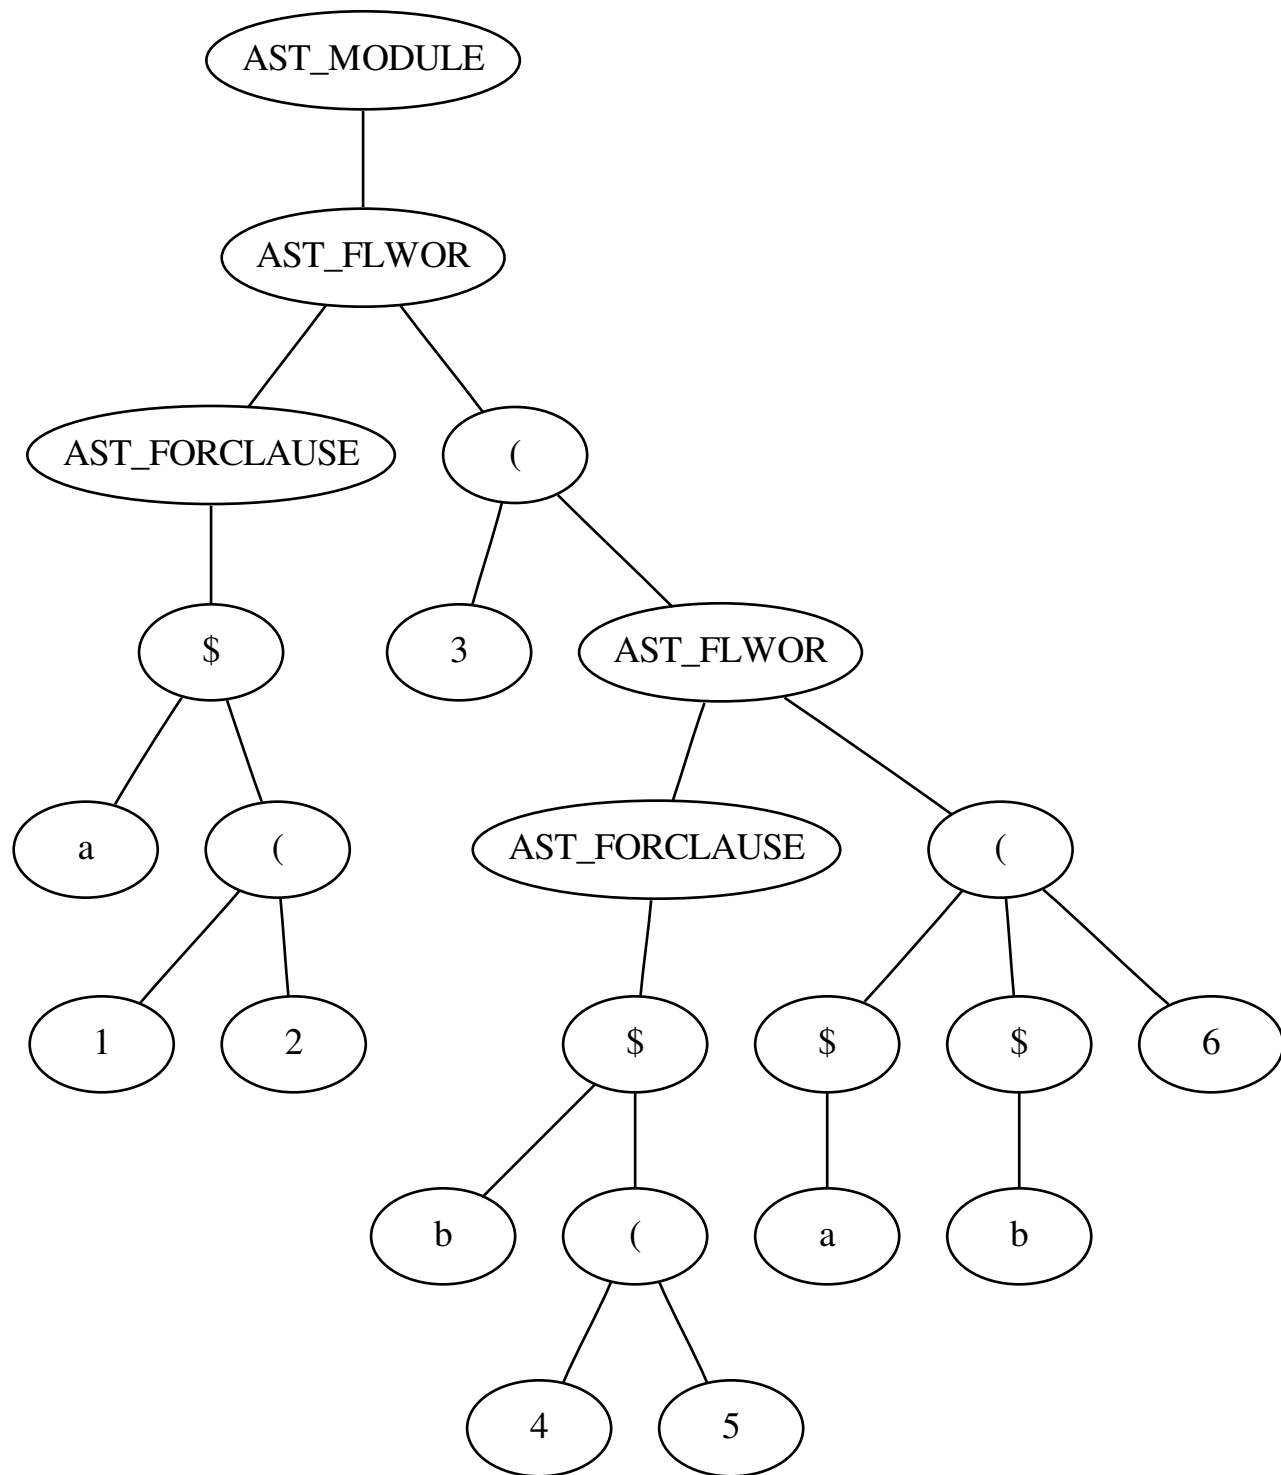 AST_MODULE
AST_FLWOR
AST_FORCLAUSE (
$ 3 AST_FLWOR
a ( AST_FORCLAUSE (
1 2 $ $ $ 6
b ( a b
4 5